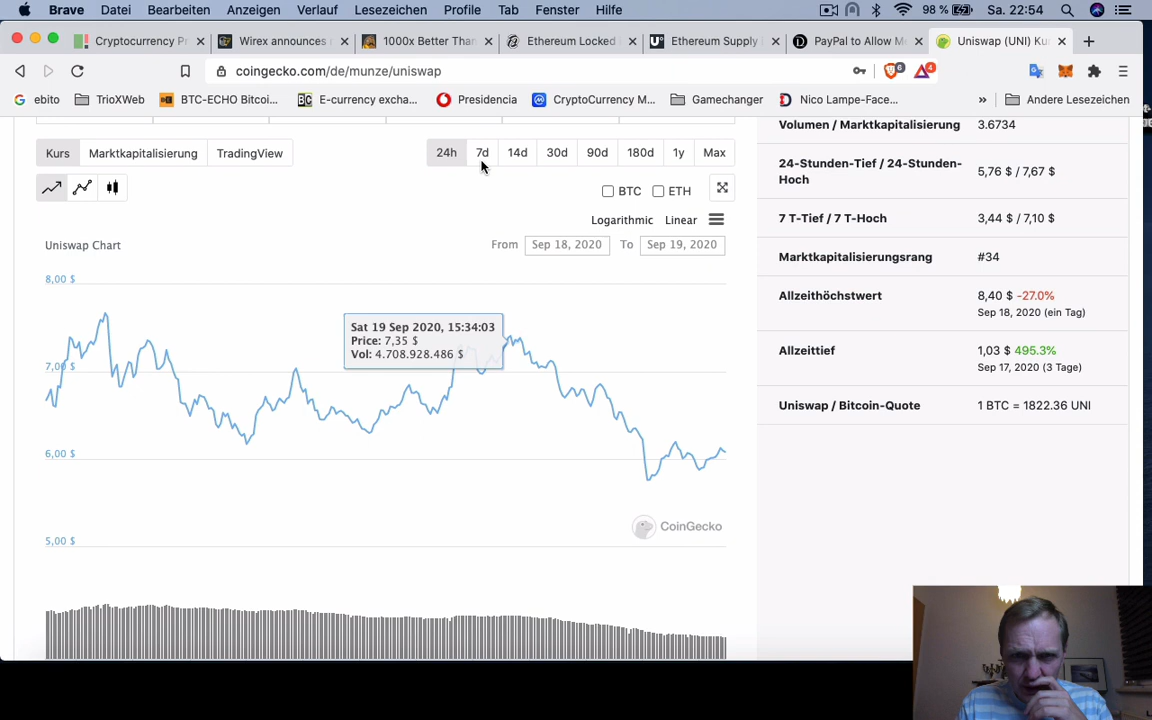 Brave Datei Bearbeiten Anzeigen Verlauf Lesezeichen Profile Tab Fenster Hilfe 98 % Sa. 22:54
Cryptocurrency Pr
Wirex announces
1000x Better Than
Ethereum Locked
Ethereum Supply
PayPal to Allow M
Uniswap (UNI) Ku
coingecko.com/de/munze/uniswap
6
4
ebito TrioXWeb BTC-ECHO Bitcoi... E-currency excha... Presidencia CryptoCurrency M... Gamechanger Nico Lampe-Face... » Andere Lesezeichen
Kurs Marktkapitalisierung TradingView
24h 7d 14d 30d 90d 180d 1y Max
BTC ETH
Logarithmic Linear
Uniswap Chart
From Sep 18, 2020 To Sep 19, 2020
8,00 $
7,00 $
6,00 $
5,00 $
Sat 19 Sep 2020, 15:34:03
Price: 7,35 $
Vol: 4.708.928.486 $
CoinGecko
Volumen / Marktkapitalisierung 3.6734
24-Stunden-Tief / 24-Stunden-
Hoch
5,76 $ / 7,67 $
7 T-Tief / 7 T-Hoch 3,44 $ / 7,10 $
Marktkapitalisierungsrang #34
Allzeithöchstwert 8,40 $ -27.0%
Sep 18, 2020 (ein Tag)
Allzeittief 1,03 $ 495.3%
Sep 17, 2020 (3 Tage)
Uniswap / Bitcoin-Quote 1 BTC = 1822.36 UNI